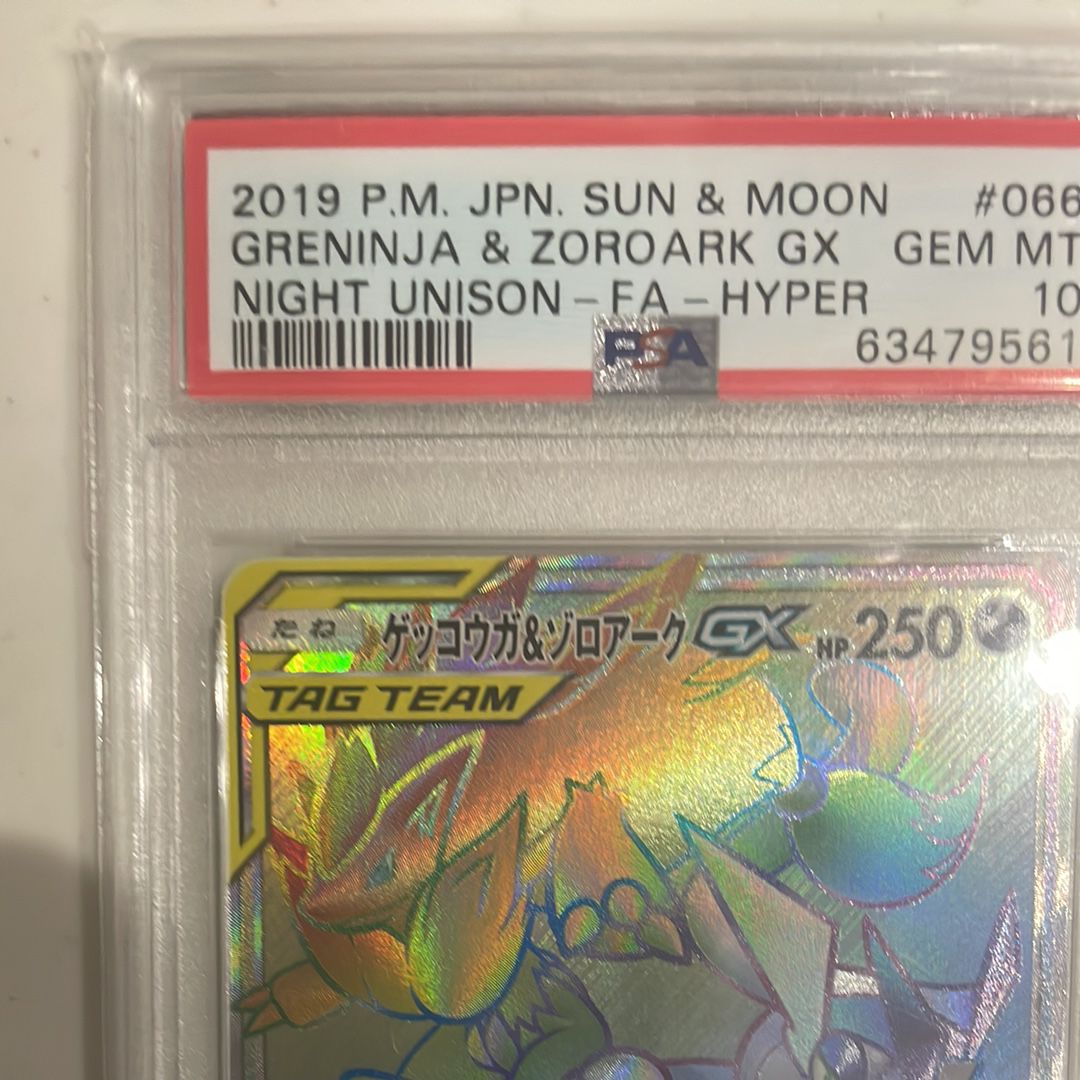 2019 P.M. JPN. SUN & MOON #066
GRENINJA & ZOROARK GX GEM MT
NIGHT UNISON-FA-HYPER 10
PSA 63479561
たね ゲッコウガ&ゾロアークGX HP250
TAG TEAM